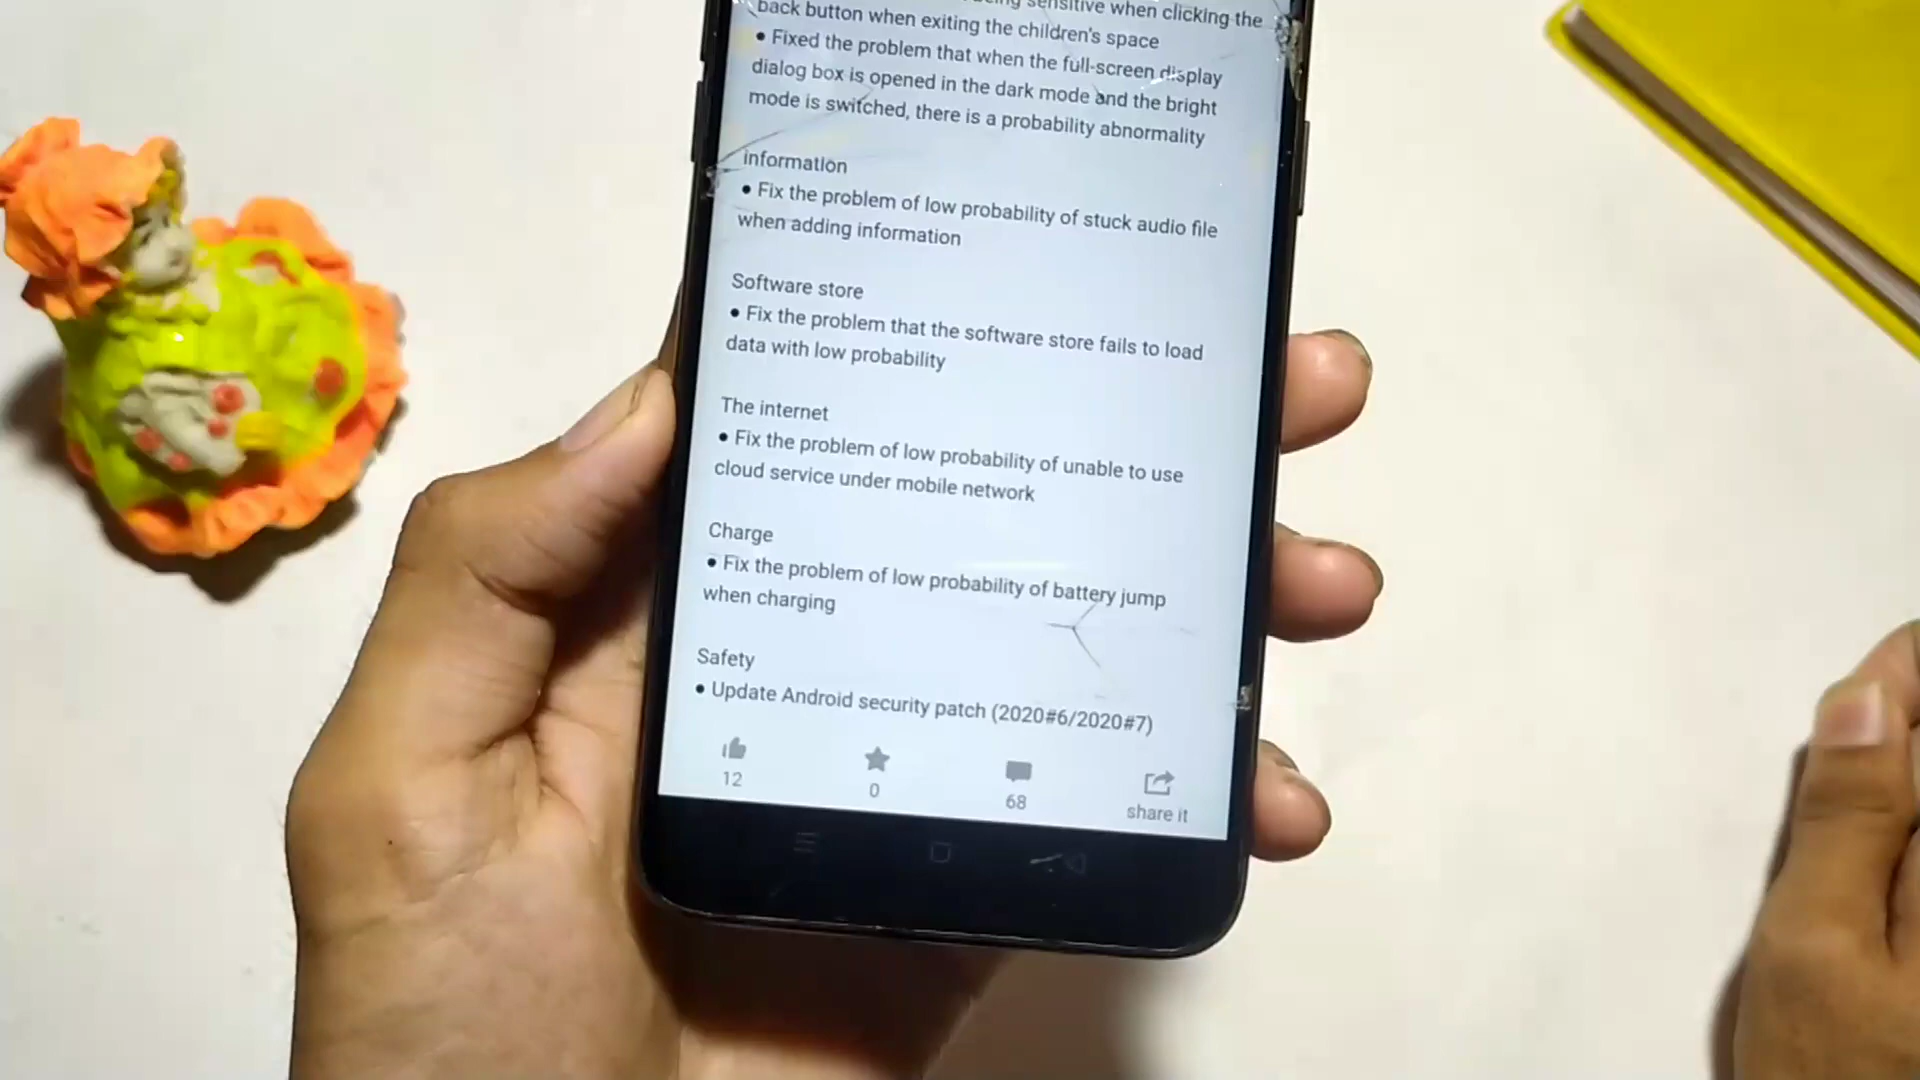 sensitive when clicking the
back button when exiting the children's space
• Fixed the problem that when the full-screen display
dialog box is opened in the dark mode and the bright
mode is switched, there is a probability abnormality
information
• Fix the problem of low probability of stuck audio file
when adding information
Software store
• Fix the problem that the software store fails to load
data with low probability
The internet
• Fix the problem of low probability of unable to use
cloud service under mobile network
Charge
• Fix the problem of low probability of battery jump
when charging
Safety
• Update Android security patch (2020#6/2020#7)
12
0
68
share it